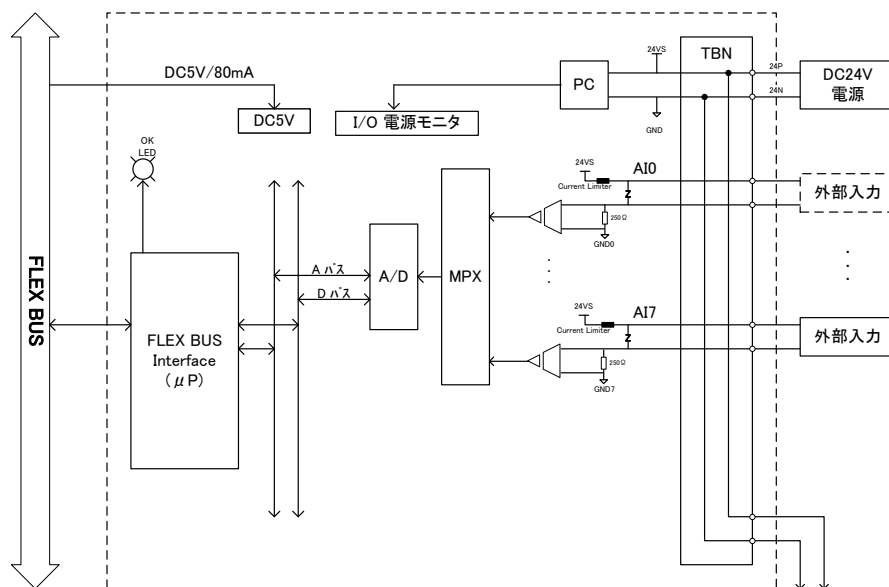 DC5V/80mA
DC5V
I/O 電源モニタ
PC
24VS
GND
TBN
24P
24N
DC24V
電源
OK
LED
FLEX BUS
FLEX BUS
Interface
(μP)
A バス
D バス
A/D
MPX
24VS
Current Limiter
AI0
Z
250Ω
GND0
外部入力
24VS
Current Limiter
AI7
Z
250Ω
GND7
外部入力